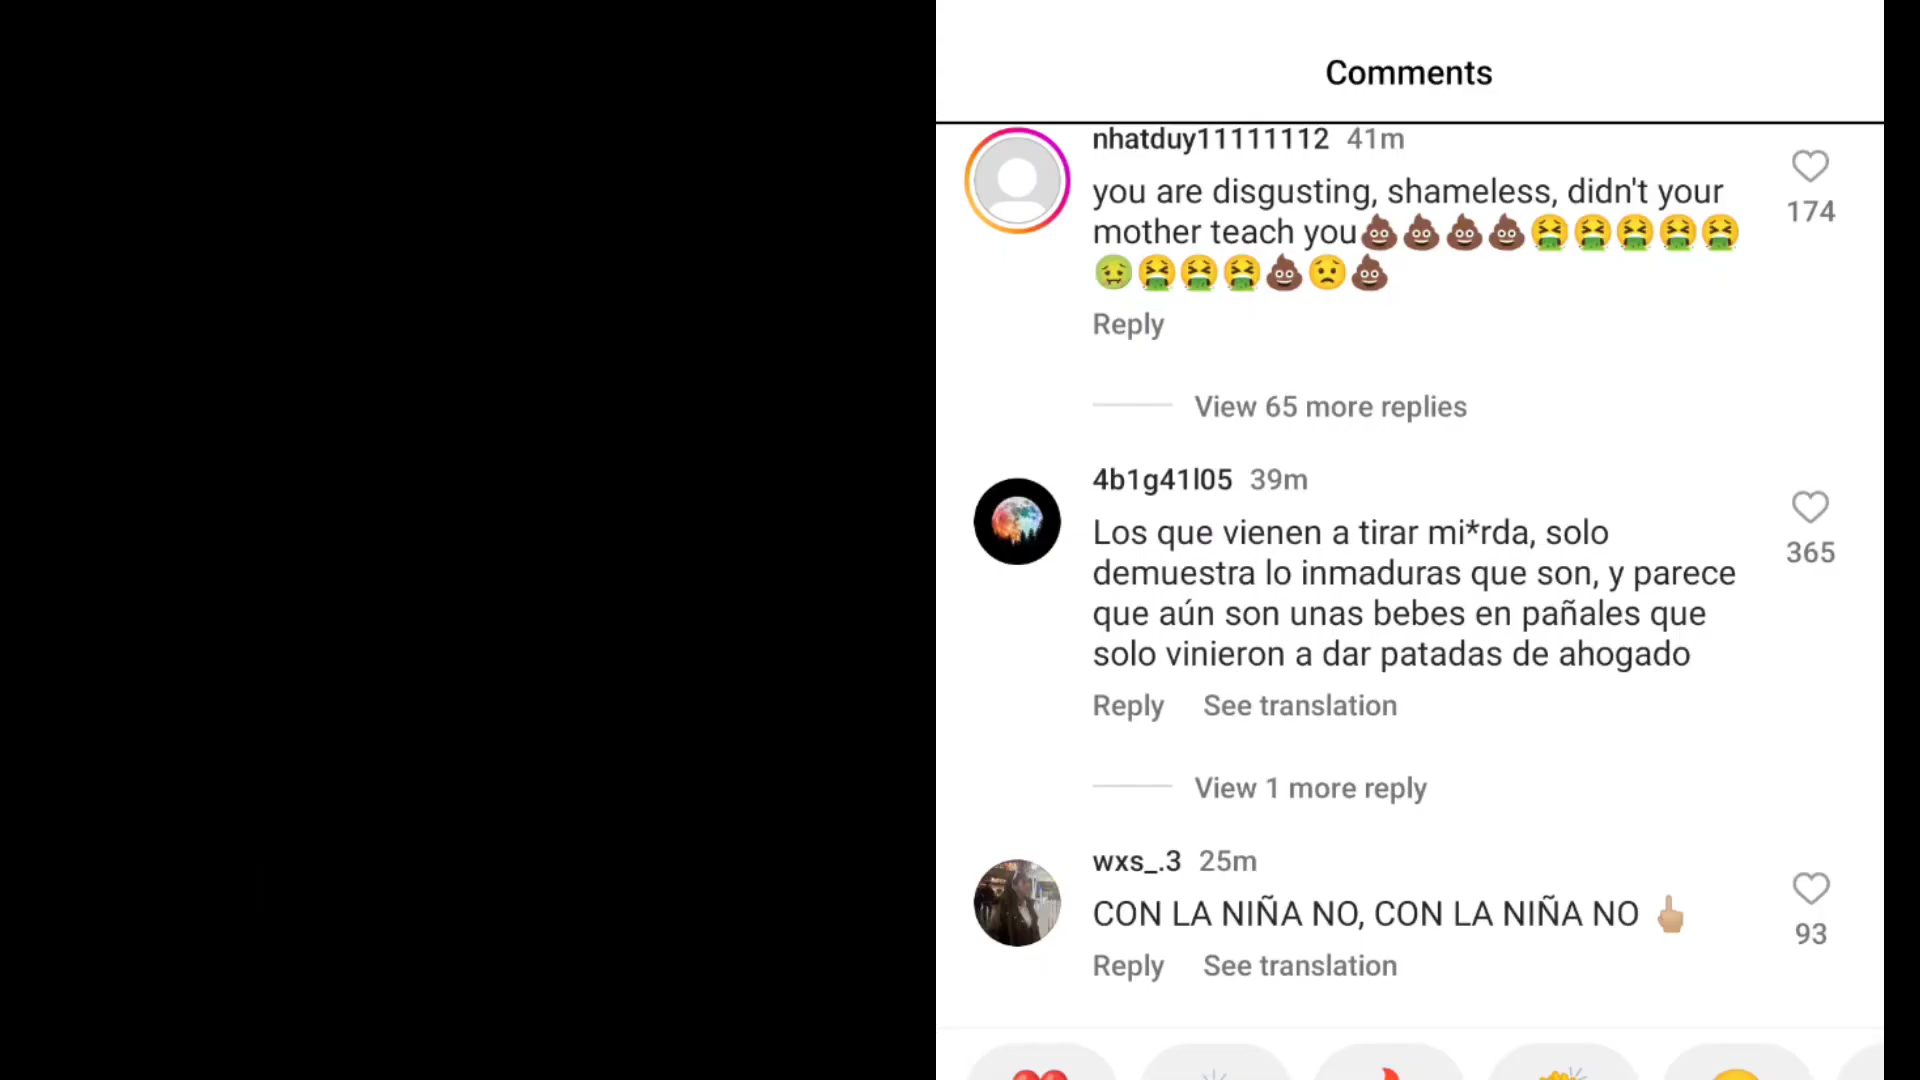 Comments
nhatduy11111112 41m
you are disgusting, shameless, didn't your
mother teach you💩💩💩💩🤮🤮🤮🤮🤮
🤢🤮🤮🤮💩😟💩
174
Reply
View 65 more replies
4b1g41l05 39m
Los que vienen a tirar mi*rda, solo
demuestra lo inmaduras que son, y parece
que aún son unas bebes en pañales que
solo vinieron a dar patadas de ahogado
365
Reply See translation
View 1 more reply
wxs_.3 25m
CON LA NIÑA NO, CON LA NIÑA NO 🖕🏼
93
Reply See translation